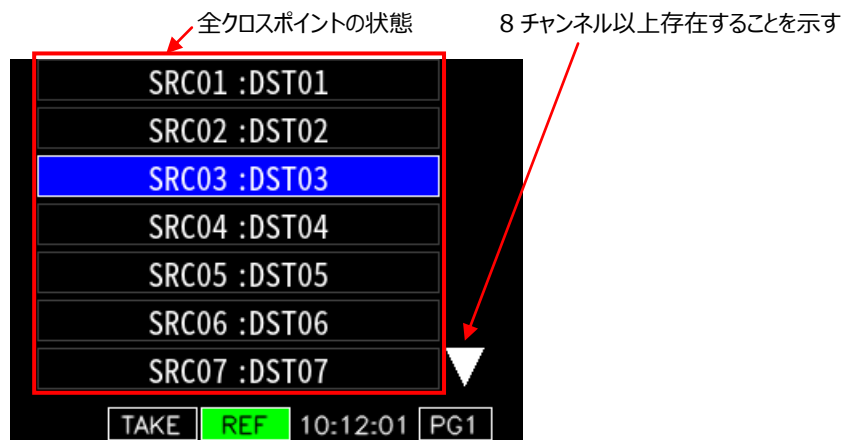 全クロスポイントの状態
8 チャンネル以上存在することを示す
SRC01 :DST01
SRC02 :DST02
SRC03 :DST03
SRC04 :DST04
SRC05 :DST05
SRC06 :DST06
SRC07 :DST07
TAKE REF 10:12:01 PG1